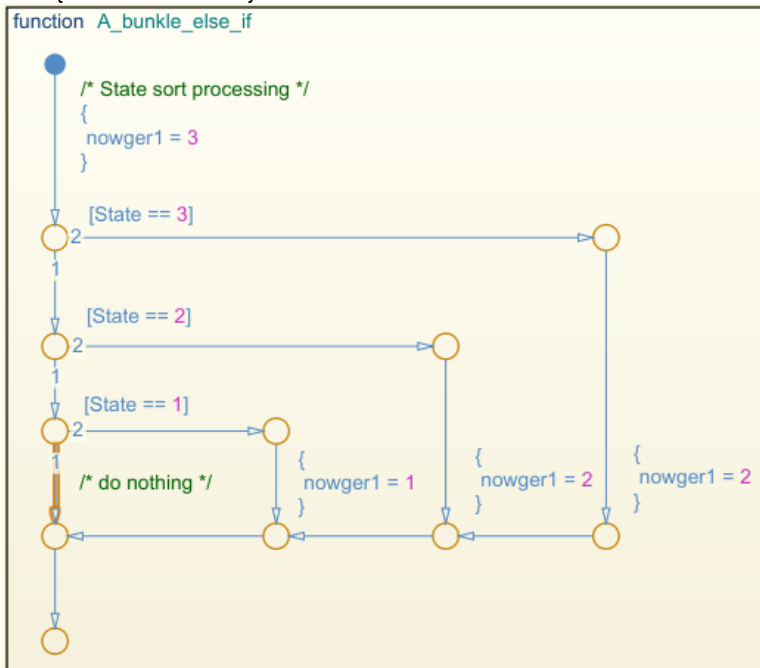 function A_bunkle_else_if
/* State sort processing */
{
nowger1 = 3
}
[State == 3]
2
1
[State == 2]
2
1
[State == 1]
2
1
/* do nothing */
{
nowger1 = 1
}
{
nowger1 = 2
}
{
nowger1 = 2
}